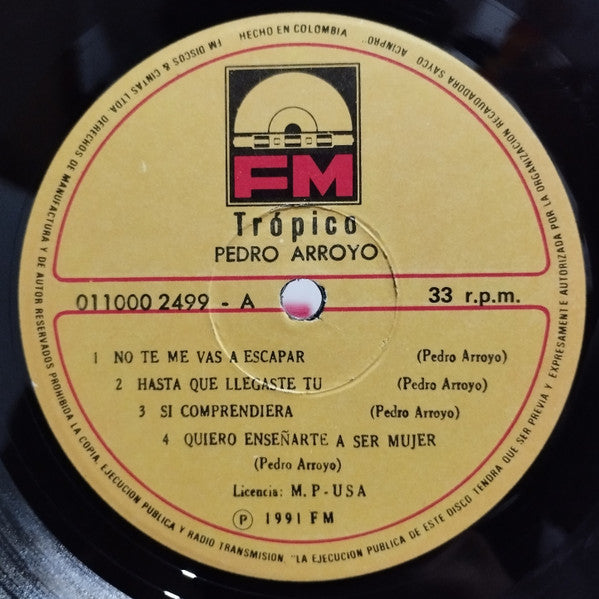 HECHO EN COLOMBIA
FM DISCOS & CINTAS LTDA. DERECHOS DE MANUFACTURA Y DE AUTOR RESERVADOS PROHIBIDA LA COPIA, EJECUCION PUBLICA Y RADIO TRANSMISION. "LA EJECUCION PUBLICA DE ESTE DISCO TENDRA QUE SER PREVIA Y EXPRESAMENTE AUTORIZADA POR LA ORGANIZACION RECAUDADORA SAYCO ACINPRO"
FM
Trópico
PEDRO ARROYO
011000 2499 - A 33 r.p.m.
1 NO TE ME VAS A ESCAPAR (Pedro Arroyo)
2 HASTA QUE LLEGASTE TU (Pedro Arroyo)
3 SI COMPRENDIERA (Pedro Arroyo)
4 QUIERO ENSEÑARTE A SER MUJER
(Pedro Arroyo)
Licencia: M.P-USA
Ⓟ 1991 FM